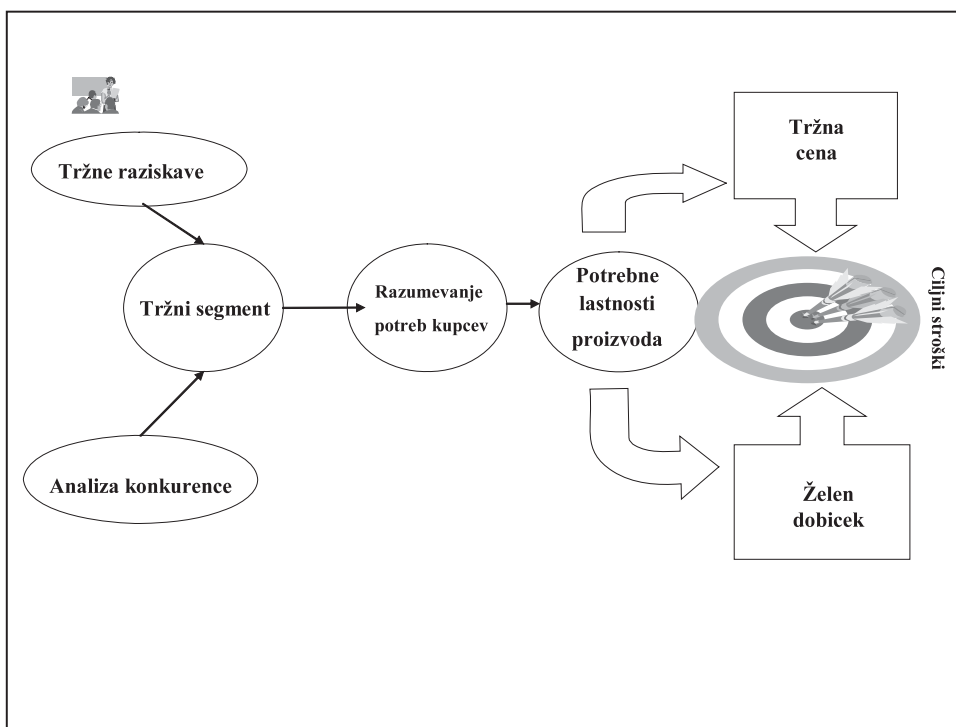 Tržne raziskave
Tržni segment
Analiza konkurence
Razumevanje
potreb kupcev
Potrebne
lastnosti
proizvoda
Tržna
cena
Ciljni stroški
Želen
dobicek